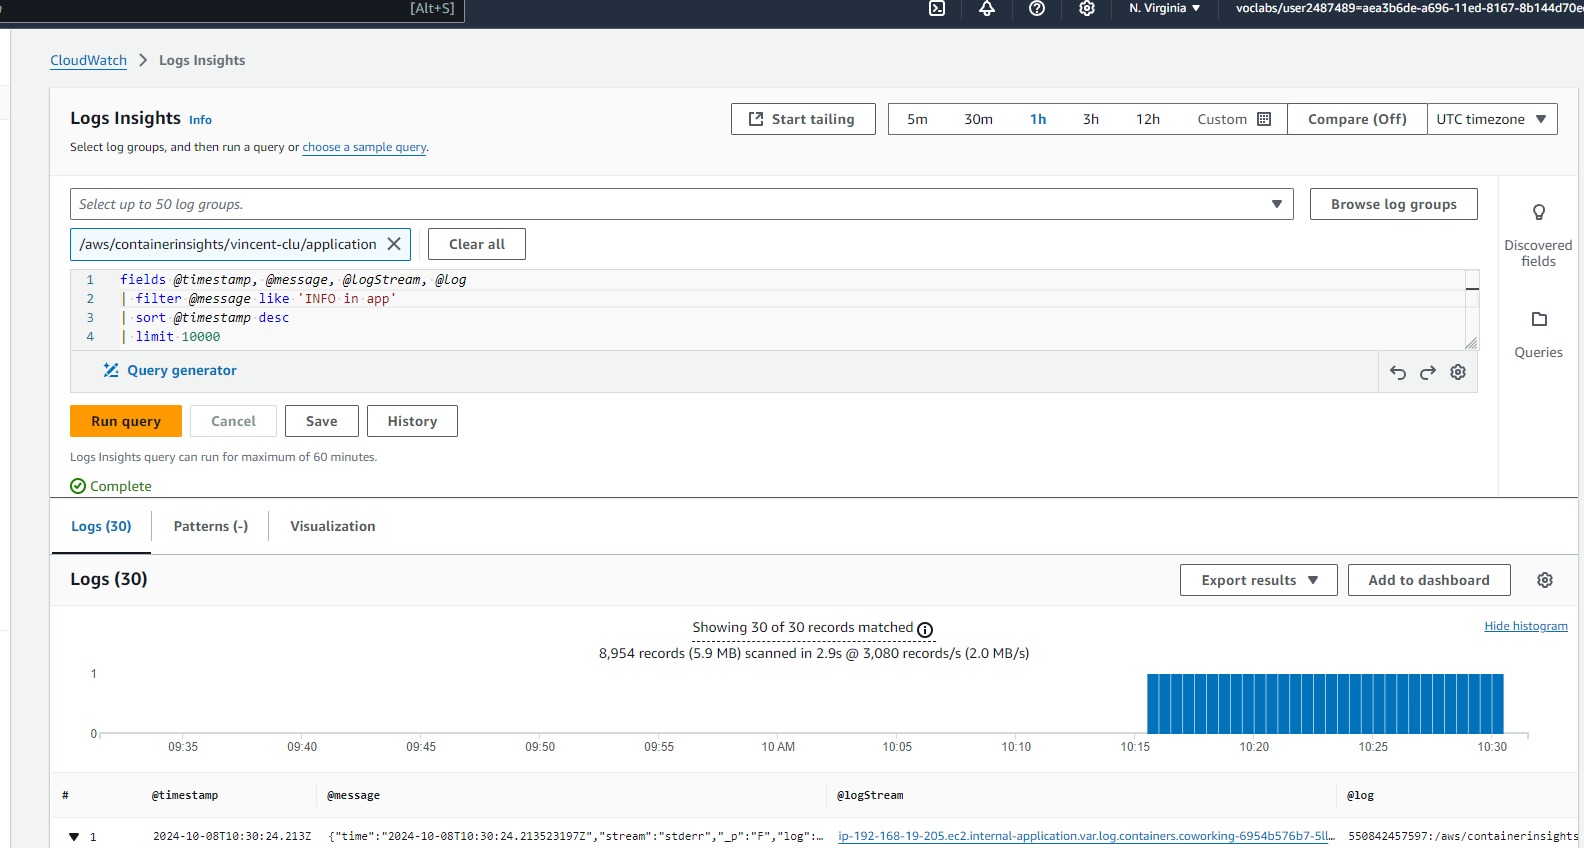 [Alt+S]
N. Virginia
voclabs/user2487489=aea3b6de-a696-11ed-8167-8b144d70e
CloudWatch > Logs Insights
Logs Insights Info
Select log groups, and then run a query or choose a sample query.
Start tailing
5m 30m 1h 3h 12h Custom
Compare (Off)
UTC timezone
Select up to 50 log groups.
Browse log groups
/aws/containerinsights/vincent-clu/application
Clear all
1 fields @timestamp, @message, @logStream, @log
2 | filter @message like 'INFO in app'
3 | sort @timestamp desc
4 | limit 10000
Query generator
Discovered
fields
Queries
Run query
Cancel
Save
History
Logs Insights query can run for maximum of 60 minutes.
Complete
Logs (30)
Patterns (-)
Visualization
Logs (30)
Export results
Add to dashboard
Showing 30 of 30 records matched
8,954 records (5.9 MB) scanned in 2.9s @ 3,080 records/s (2.0 MB/s)
Hide histogram
1
0
09:35 09:40 09:45 09:50 09:55 10 AM 10:05 10:10 10:15 10:20 10:25 10:30
# @timestamp @message @logStream @log
1 2024-10-08T10:30:24.213Z {"time":"2024-10-08T10:30:24.213523197Z","stream":"stderr","_p":"F","log":… ip-192-168-19-205.ec2.internal-application.var.log.containers.coworking-6954b576b7-5ll… 550842457597:/aws/containerinsights